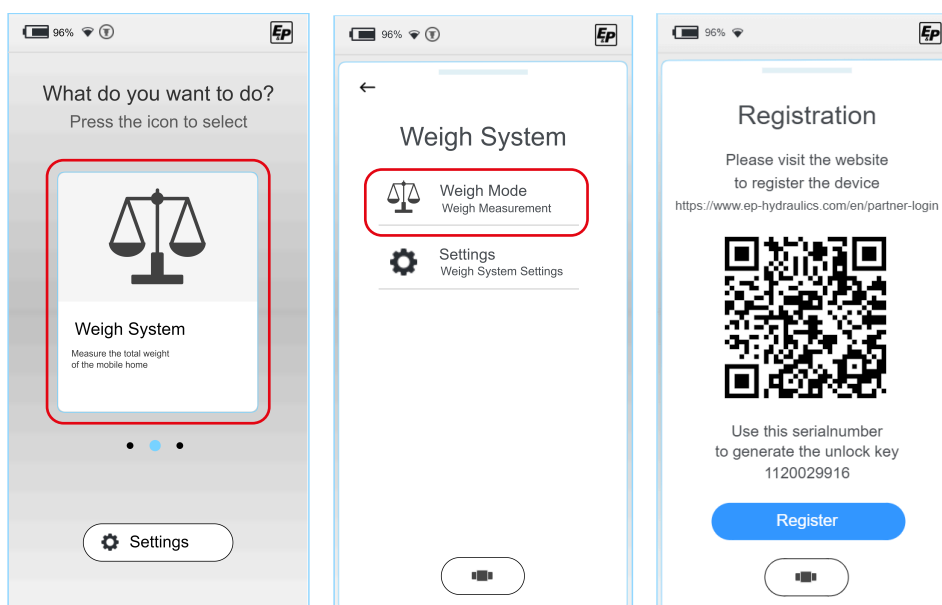 96%
E&P
What do you want to do?
Press the icon to select
Weigh System
Measure the total weight
of the mobile home
Settings
96%
E&P
Weigh System
Weigh Mode
Weigh Measurement
Settings
Weigh System Settings
96%
E&P
Registration
Please visit the website
to register the device
https://www.ep-hydraulics.com/en/partner-login
Use this serialnumber
to generate the unlock key
1120029916
Register